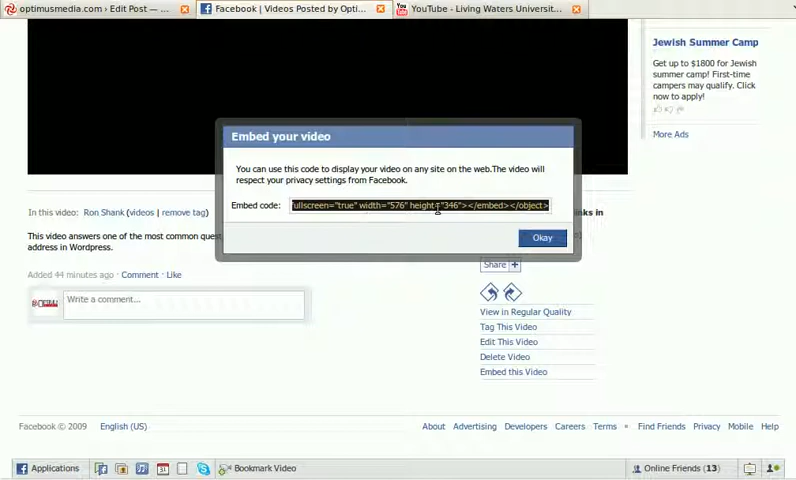 optimusmedia.com › Edit Post — ...
Facebook | Videos Posted by Opti...
YouTube - Living Waters Universit...
Jewish Summer Camp
Get up to $1800 for Jewish
summer camp! First-time
campers may qualify. Click
now to apply!
More Ads
Embed your video
You can use this code to display your video on any site on the web.The video will
respect your privacy settings from Facebook.
Embed code: ullscreen="true" width="576" height="346"></embed></object>
Okay
In this video: Ron Shank (videos | remove tag)
inks in
This video answers one of the most common quest
address in Wordpress.
Added 44 minutes ago · Comment · Like
Write a comment...
Share +
View in Regular Quality
Tag This Video
Edit This Video
Delete Video
Embed this Video
Facebook © 2009 English (US)
About Advertising Developers Careers Terms Find Friends Privacy Mobile Help
Applications
31
Bookmark Video
Online Friends (13)